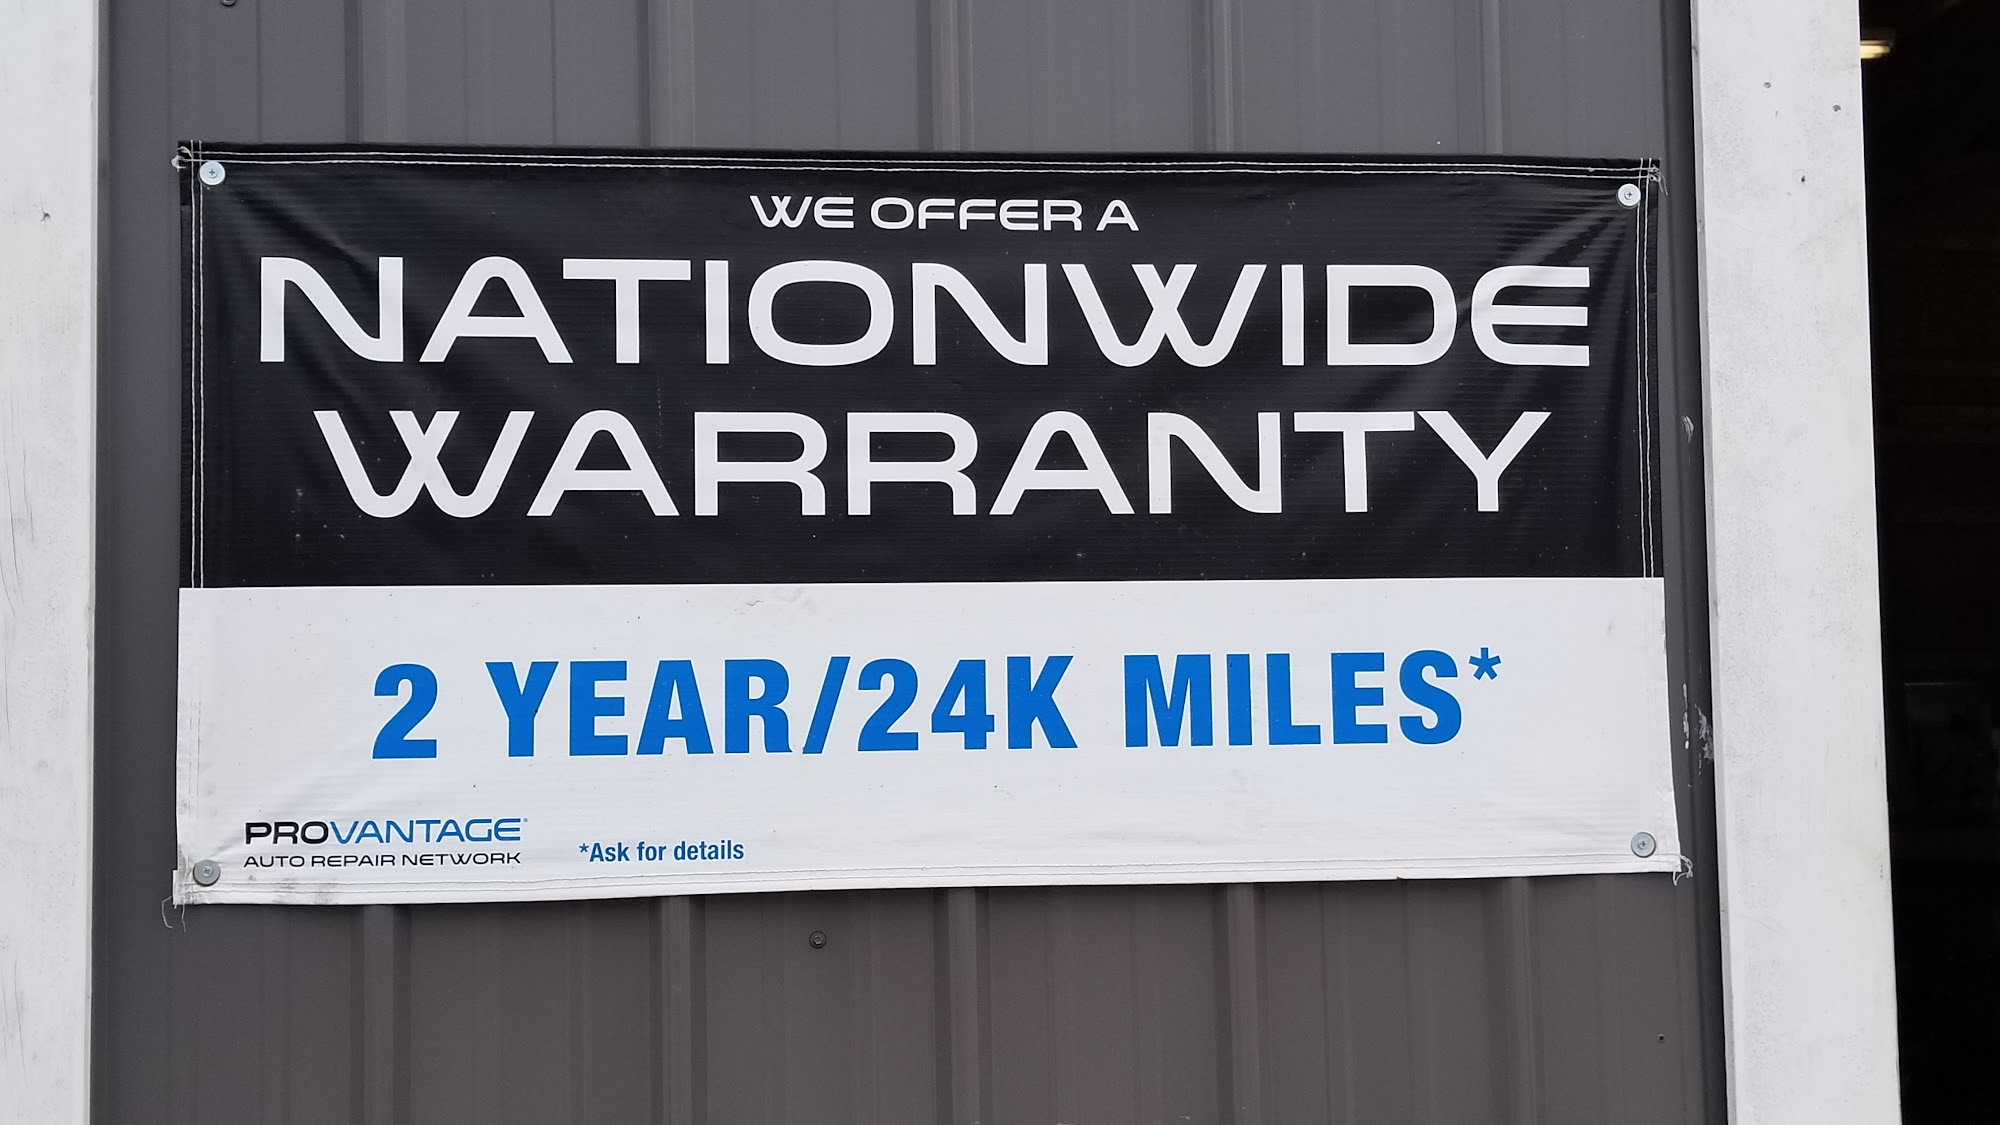 WE OFFER A
NATIONWIDE
WARRANTY
2 YEAR/24K MILES*
PROVANTAGE®
AUTO REPAIR NETWORK
*Ask for details